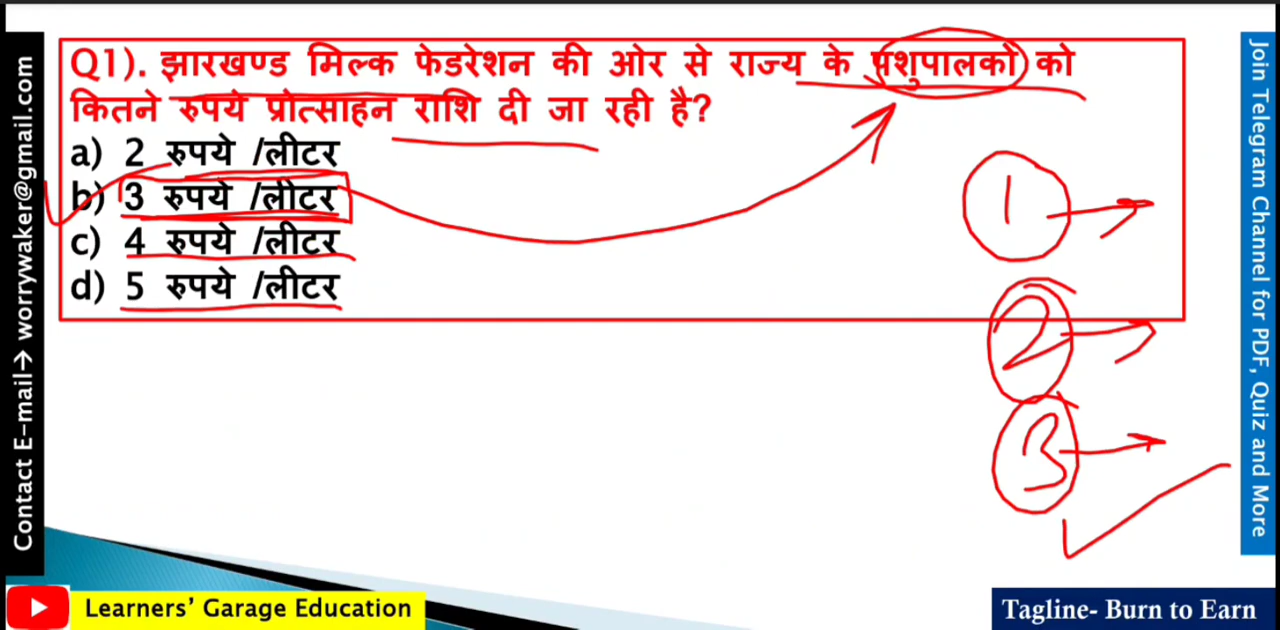 Q1). झारखण्ड मिल्क फेडरेशन की ओर से राज्य के पशुपालकों को
कितने रुपये प्रोत्साहन राशि दी जा रही है?
a) 2 रुपये /लीटर
b) 3 रुपये /लीटर
c) 4 रुपये /लीटर
d) 5 रुपये /लीटर
1
2
3
Contact E-mail→ worrywaker@gmail.com
Join Telegram Channel for PDF, Quiz and More
Learners' Garage Education
Tagline- Burn to Earn